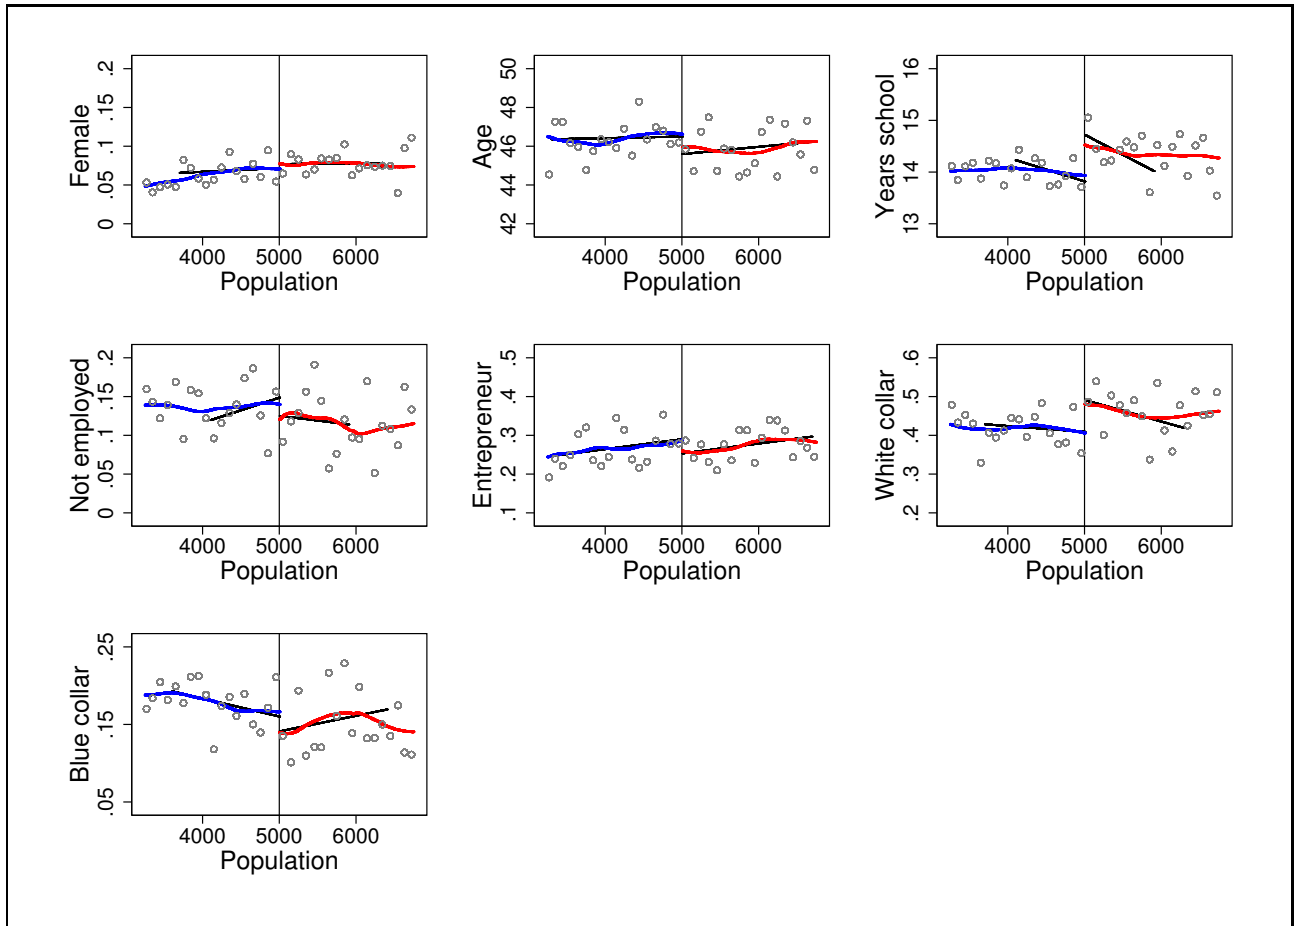 Female
.2
.15
.1
.05
0
4000 5000 6000
Population
Age
50
48
46
44
42
4000 5000 6000
Population
Years school
16
15
14
13
4000 5000 6000
Population
Not employed
.2
.15
.1
.05
0
4000 5000 6000
Population
Entrepreneur
.5
.4
.3
.2
.1
4000 5000 6000
Population
White collar
.6
.5
.4
.3
.2
4000 5000 6000
Population
Blue collar
.25
.15
.05
4000 5000 6000
Population